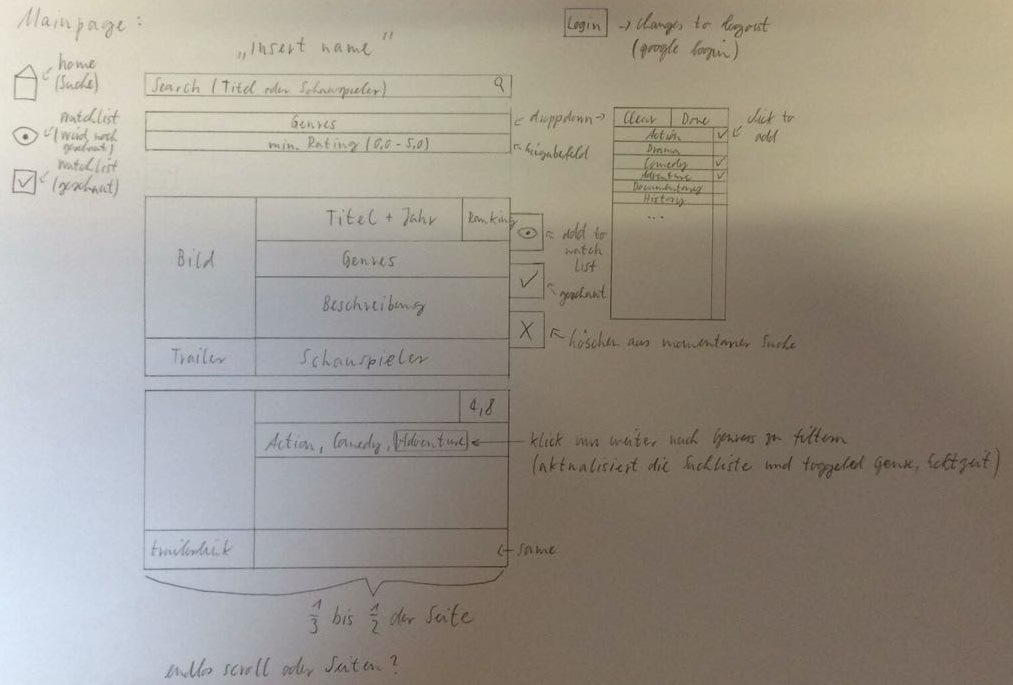 Mainpage:
Login → changes to logout
(google login)
„insert name"
home
(Suche)
Search (Titel oder Schauspieler)
watchlist
(wird noch
geschaut)
Genres
dropdown →
min. Rating (0,0 - 5,0)
Eingabefeld
watchlist
(geschaut)
Clear Done
click to
add
Action
Drama
Comedy
Adventure
Documentary
History
...
Bild
Titel + Jahr
Ranking
add to
watch
list
Genres
geschaut
Beschreibung
X
löschen aus momentaner Suche
Trailer
Schauspieler
4,8
Action, Comedy, Adventure
klick um weiter nach Genres zu filtern
(aktualisiert die Suchliste und toggeled Genre, Echtzeit)
trailerlink
same
1/3 bis 1/2 der Seite
endlos scroll oder Seiten?